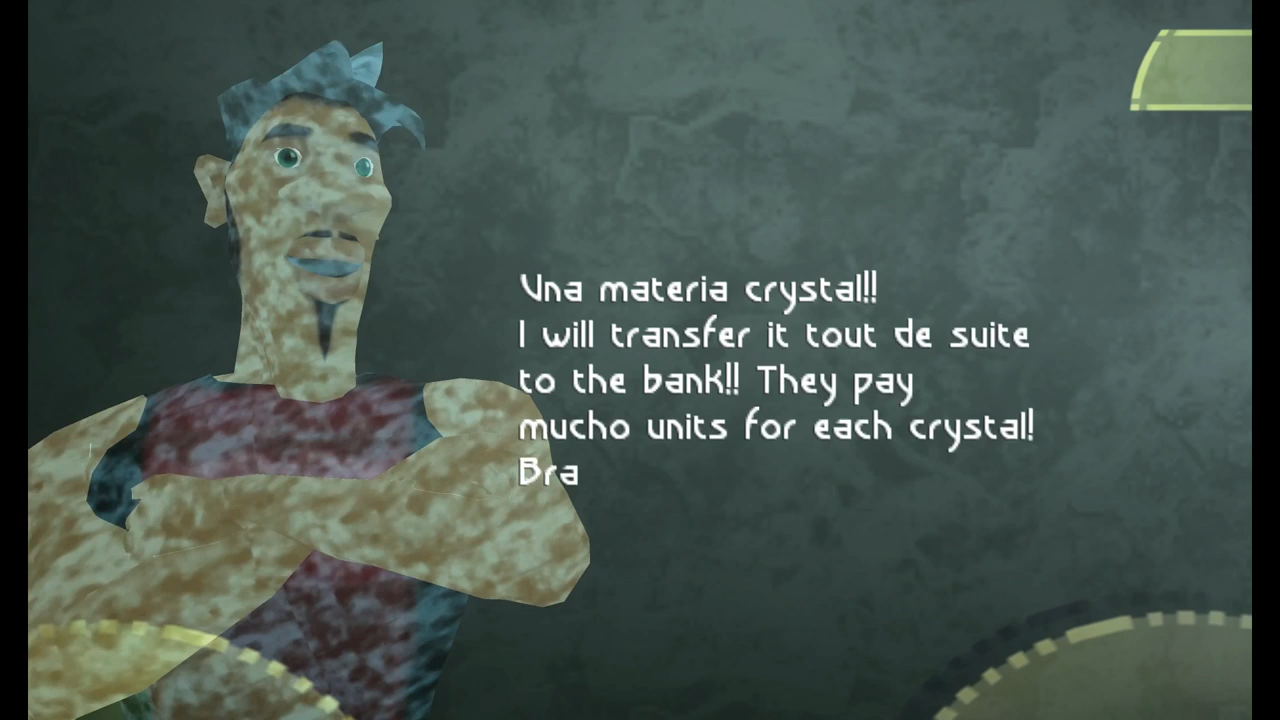 Una materia crystal!!
I will transfer it tout de suite
to the bank!! They pay
mucho units for each crystal!
Bra